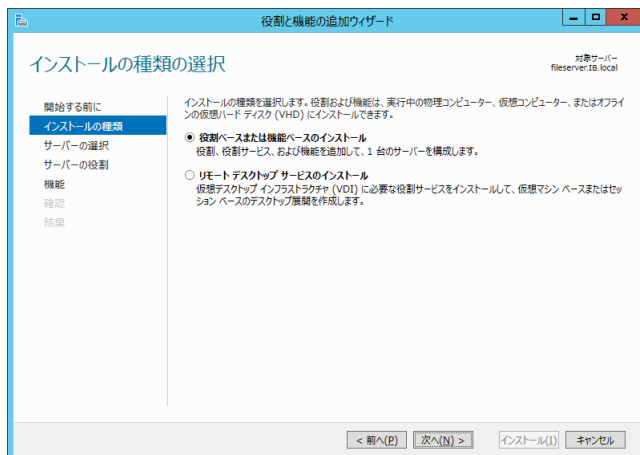 役割と機能の追加ウィザード
インストールの種類の選択
対象サーバー
fileserver.IB.local
開始する前に
インストールの種類
サーバーの選択
サーバーの役割
機能
確認
結果
インストールの種類を選択します。役割および機能は、実行中の物理コンピューター、仮想コンピューター、またはオフライ
ンの仮想ハード ディスク (VHD) にインストールできます。
役割ベースまたは機能ベースのインストール
役割、役割サービス、および機能を追加して、1 台のサーバーを構成します。
リモート デスクトップ サービスのインストール
仮想デスクトップ インフラストラクチャ (VDI) に必要な役割サービスをインストールして、仮想マシン ベースまたはセッ
ション ベースのデスクトップ展開を作成します。
< 前へ(P) 次へ(N) > インストール(I) キャンセル